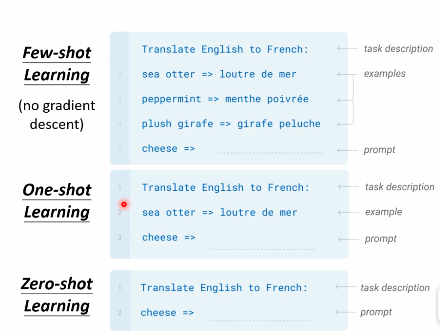 Few-shot
Learning
(no gradient
descent)
1 Translate English to French: task description
2 sea otter => loutre de mer examples
3 peppermint => menthe poivrée
4 plush girafe => girafe peluche
5 cheese => prompt
One-shot
Learning
1 Translate English to French: task description
2 sea otter => loutre de mer example
3 cheese => prompt
Zero-shot
Learning
1 Translate English to French: task description
2 cheese => prompt